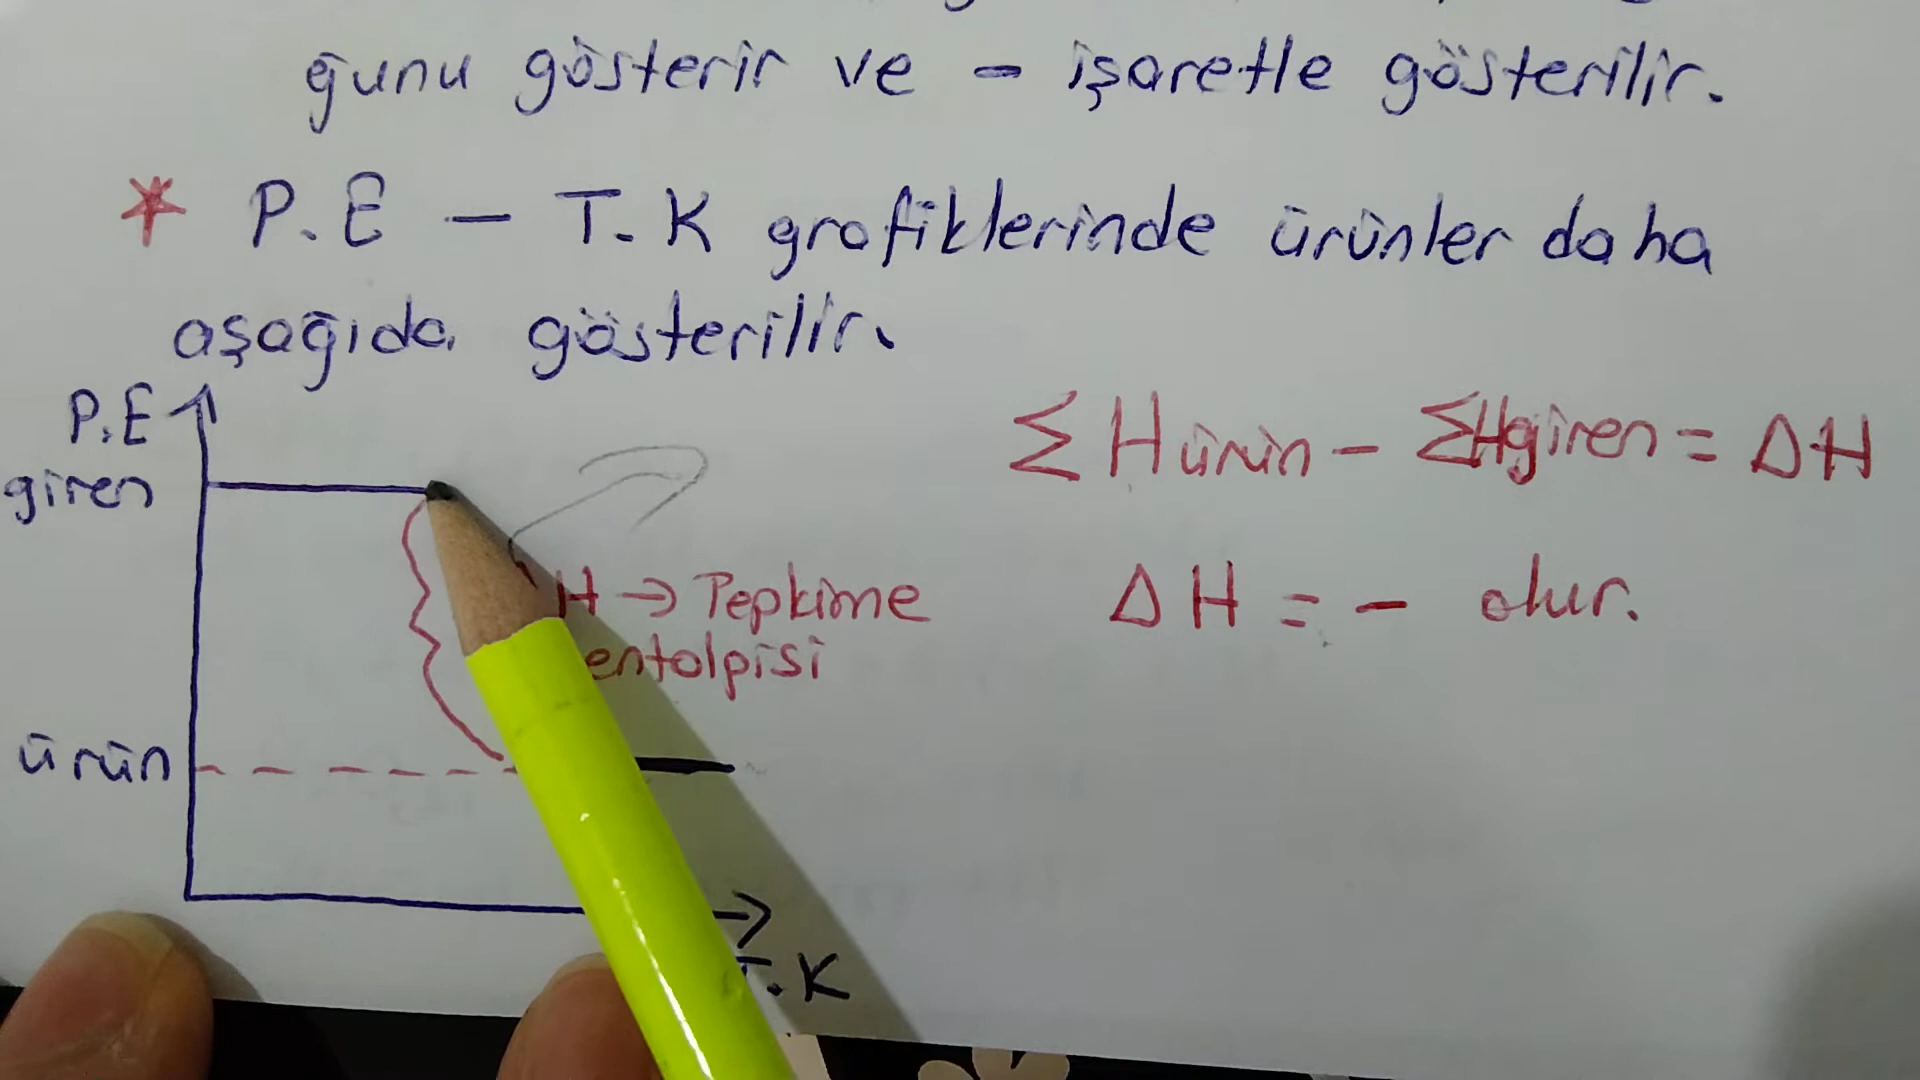 ğunu gösterir ve - işaretle gösterilir.
* P.E - T.K grafiklerinde ürünler daha
aşağıda gösterilir.
P.E
giren
ΣHürün - ΣHgiren = ΔH
H → Tepkime
entalpisi
ΔH = - olur.
ürün
T.K